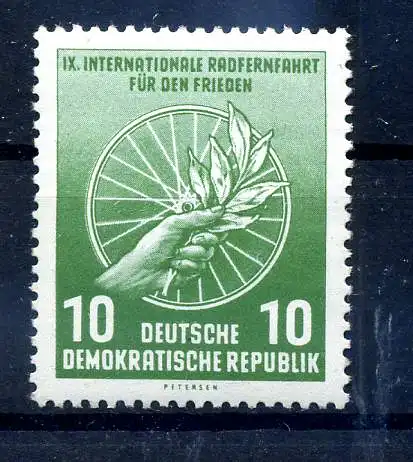 IX. INTERNATIONALE RADFERNFAHRT
FÜR DEN FRIEDEN
10 DEUTSCHE 10
DEMOKRATISCHE REPUBLIK
PETERSEN